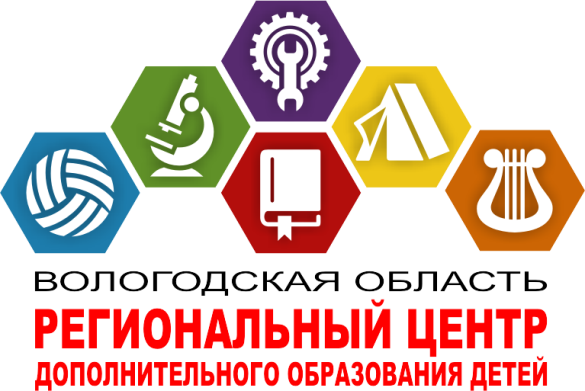 ВОЛОГОДСКАЯ ОБЛАСТЬ
РЕГИОНАЛЬНЫЙ ЦЕНТР
ДОПОЛНИТЕЛЬНОГО ОБРАЗОВАНИЯ ДЕТЕЙ